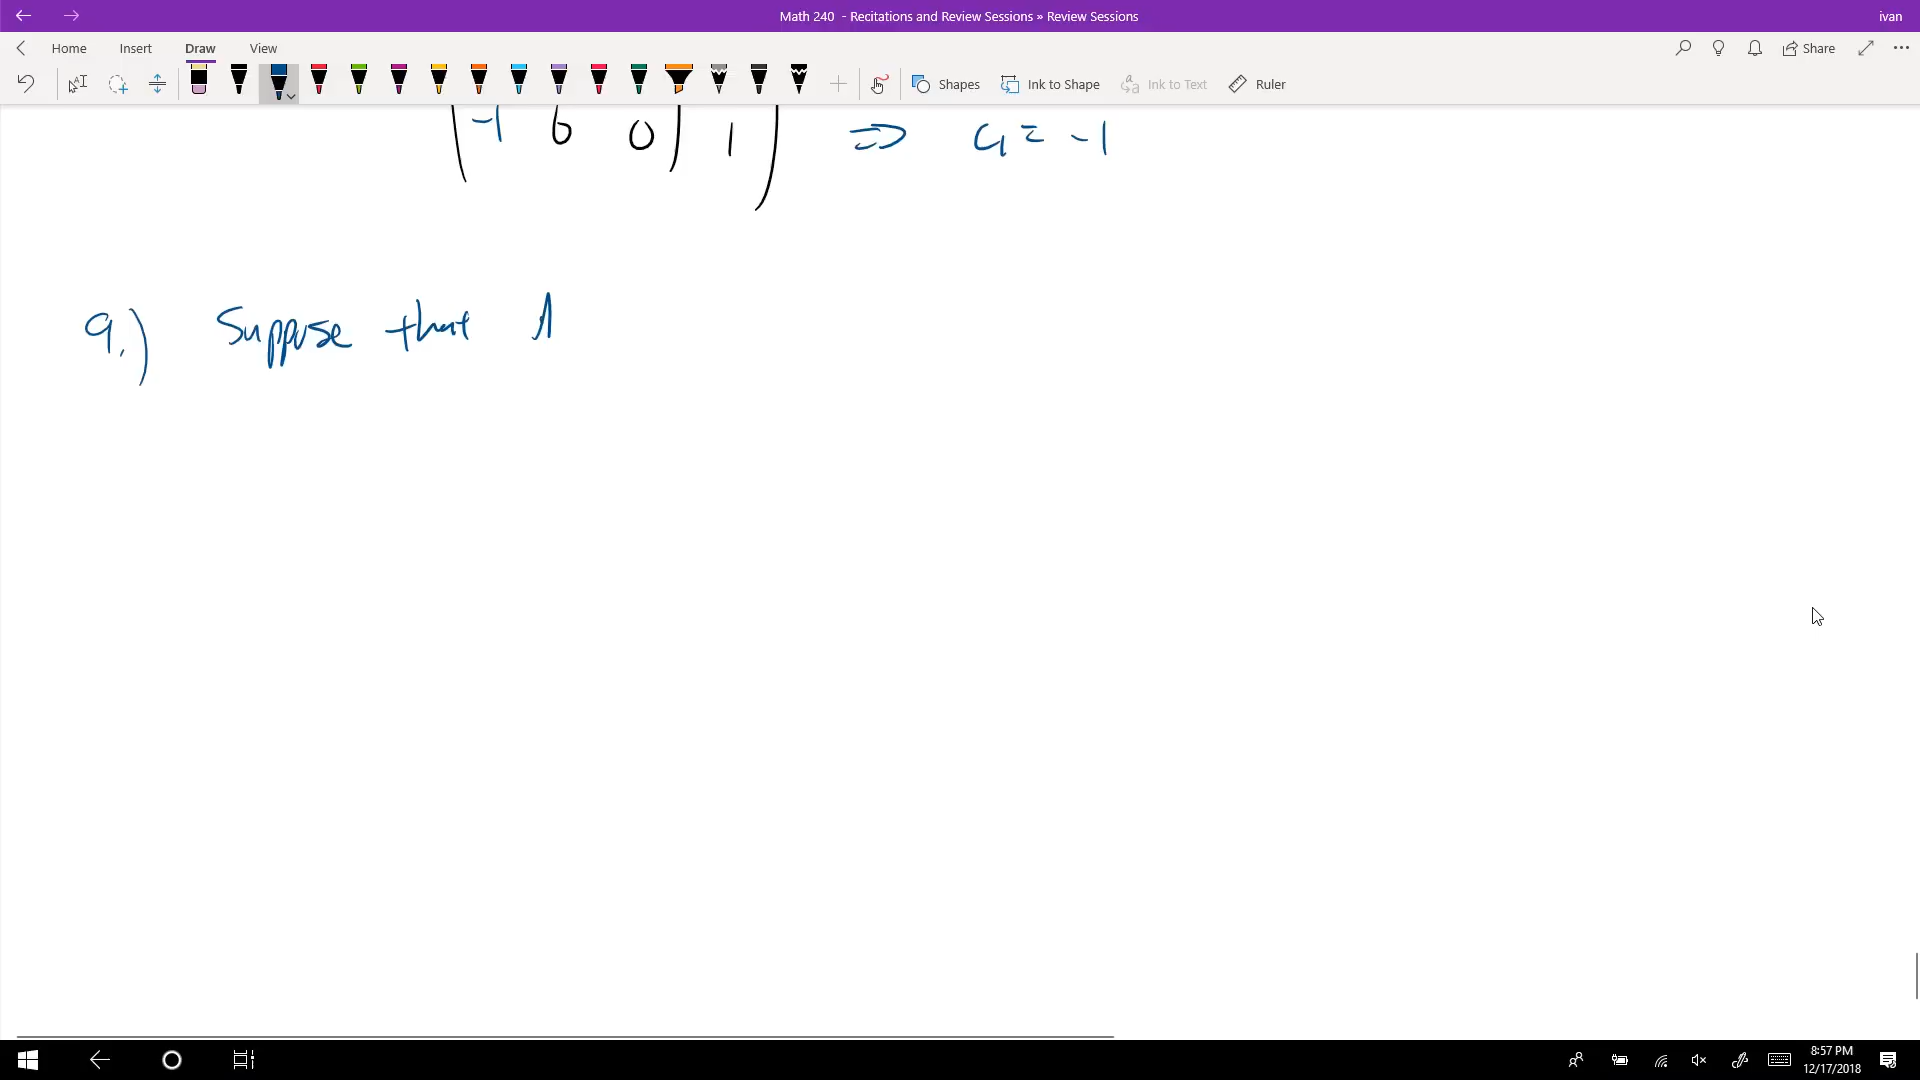 Math 240 - Recitations and Review Sessions » Review Sessions
ivan
Home Insert Draw View
Share
Shapes Ink to Shape Ink to Text Ruler
-1 6 0 1 ⇒ a = -1
9.) Suppose that A
8:57 PM
12/17/2018